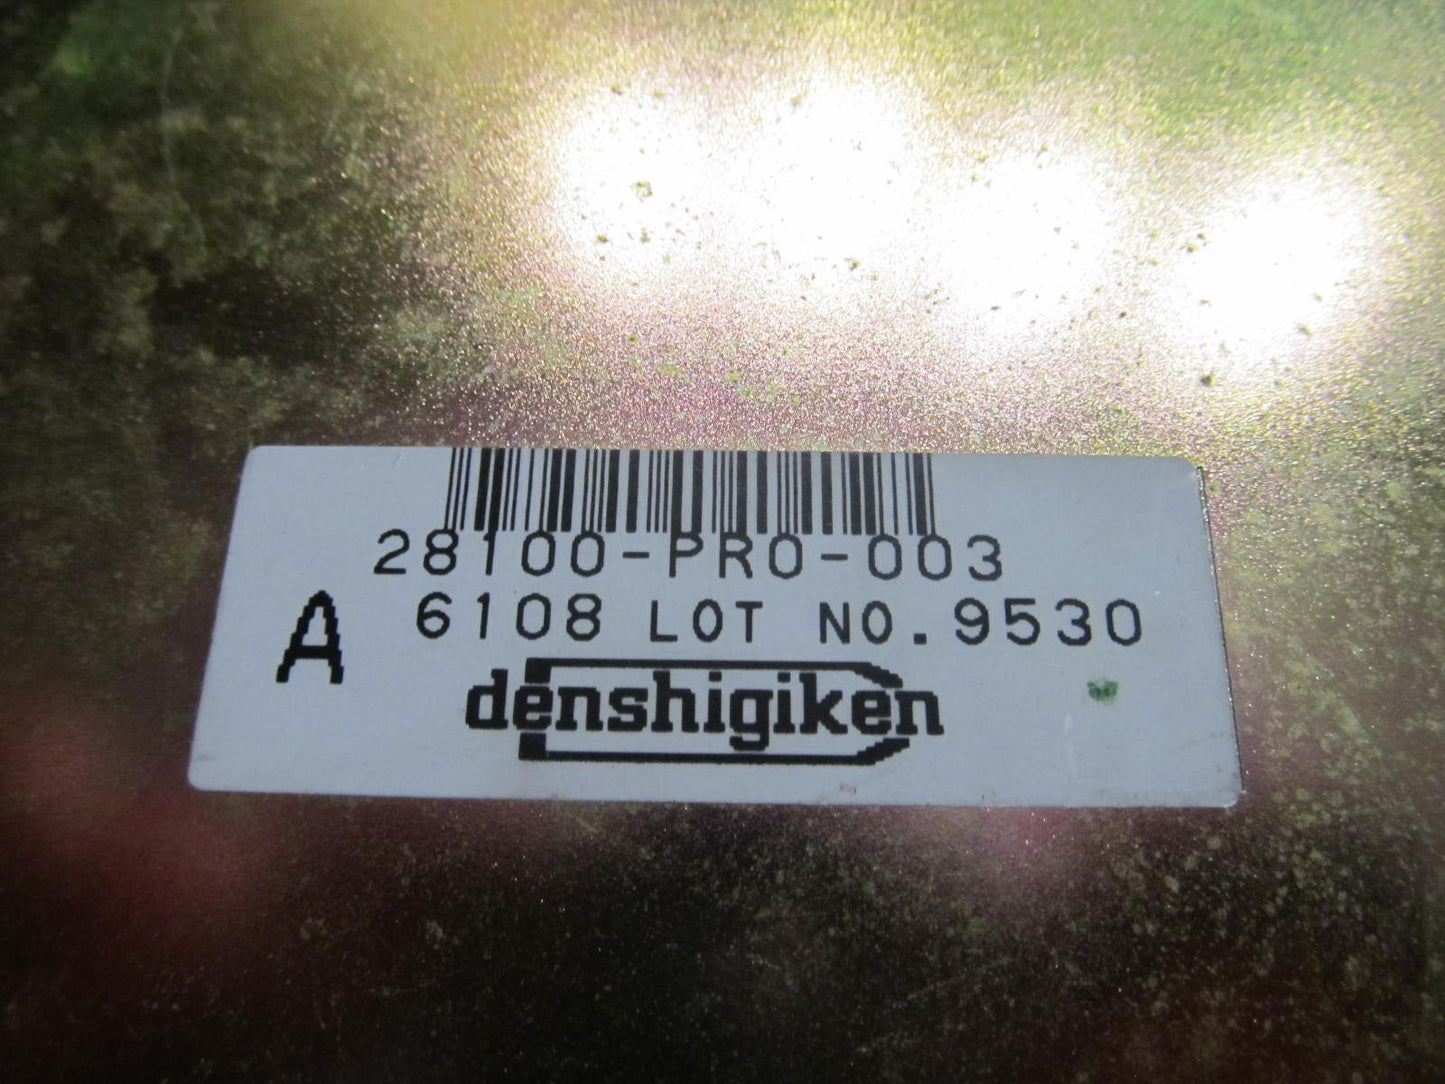 28100-PR0-003
A 6108 LOT NO.9530
denshigiken